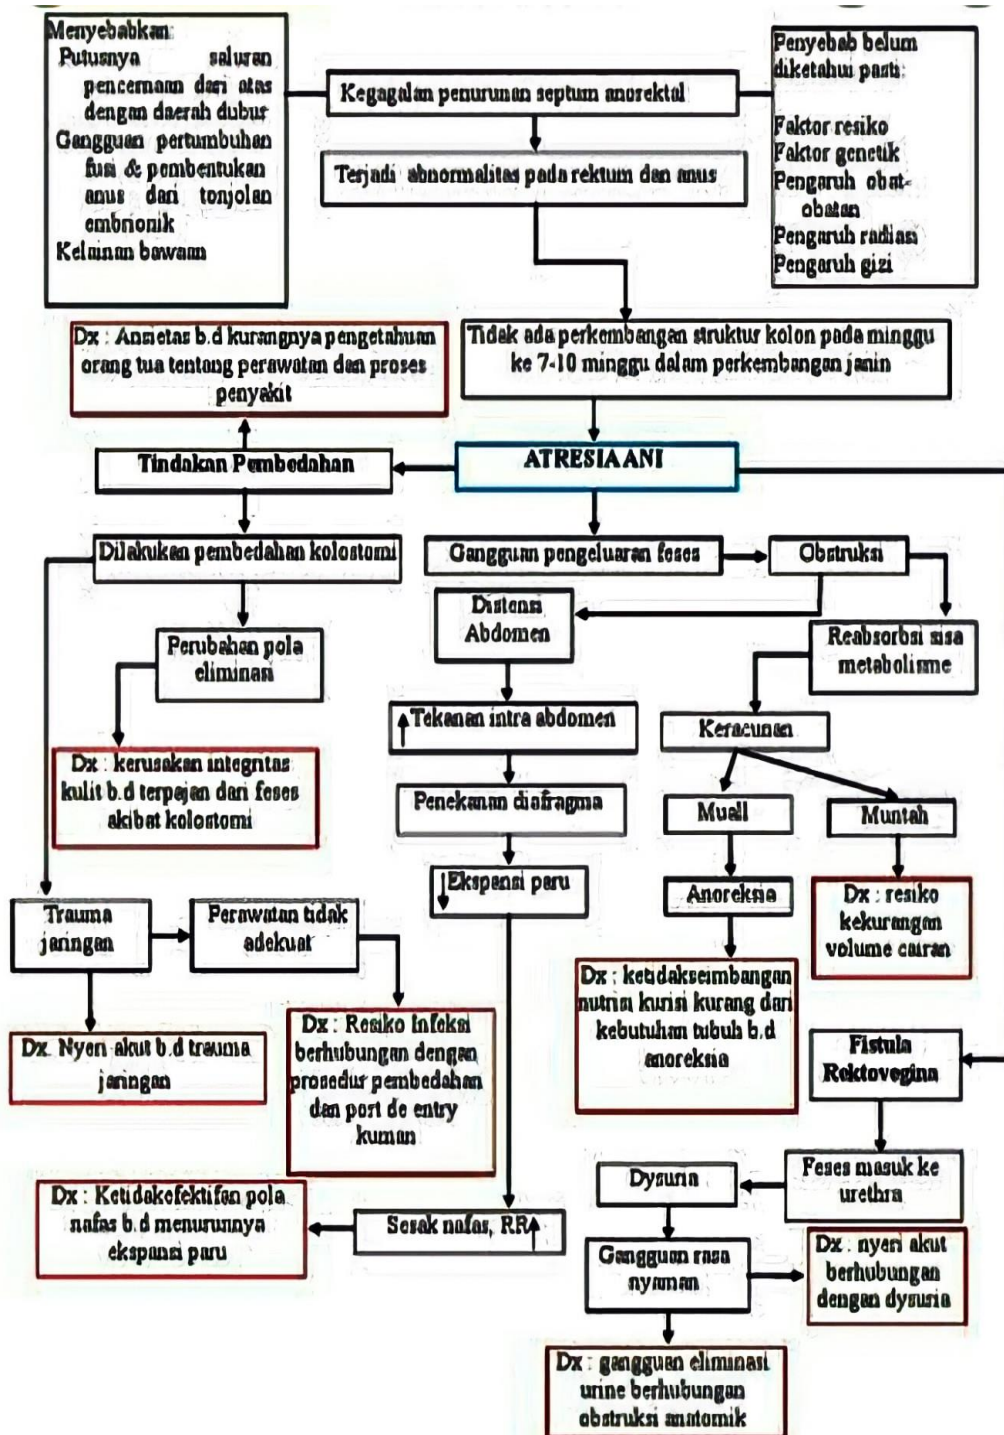 Menyebabkan:
Putusnya saluran
pencernaan dari atas
dengan daerah dubur
Gangguan pertumbuhan
fusi & pembentukan
anus dari tonjolan
embrionik
Kelainan bawaan
Kegagalan penurunan septum anorektal
Penyebab belum
diketahui pasti:
Faktor resiko
Faktor genetik
Pengaruh obat-
obatan
Pengaruh radiasi
Pengaruh gizi
Terjadi abnormalitas pada rektum dan anus
Dx : Ansietas b.d kurangnya pengetahuan
orang tua tentang perawatan dan proses
penyakit
Tidak ada perkembangan struktur kolon pada minggu
ke 7-10 minggu dalam perkembangan janin
Tindakan Pembedahan
ATRESIA ANI
Dilakukan pembedahan kolostomi
Gangguan pengeluaran feses
Obstruksi
Distensi
Abdomen
Perubahan pola
eliminasi
Reabsorbsi sisa
metabolisme
↑Tekanan intra abdomen
Keracunan
Dx : kerusakan integritas
kulit b.d terpajan dari feses
akibat kolostomi
Penekanan diafragma
Muall
Muntah
↓Ekspansi paru
Anoreksia
Dx : resiko
kekurangan
volume cairan
Trauma
jaringan
Perawatan tidak
adekuat
Dx : ketidakseimbangan
nutrisi kurisi kurang dari
kebutuhan tubuh b.d
anoreksia
Dx. Nyeri akut b.d trauma
jaringan
Dx : Resiko Infeksi
berhubungan dengan
prosedur pembedahan
dan port de entry
kuman
Fistula
Rektovegina
Feses masuk ke
urethra
Dysuria
Dx : Ketidakefektifan pola
nafas b.d menurunnya
ekspansi paru
Sesak nafas, RR↑
Gangguan rasa
nyaman
Dx : nyeri akut
berhubungan
dengan dysuria
Dx : gangguan eliminasi
urine berhubungan
obstruksi anatomik